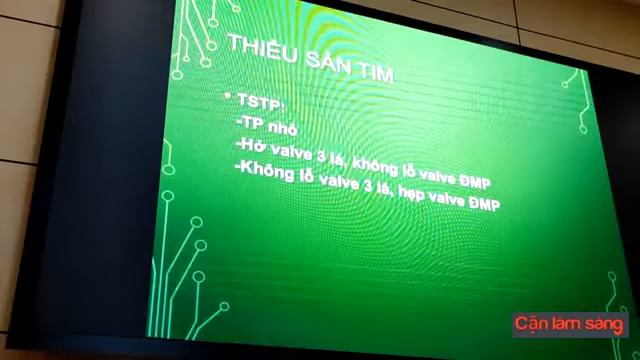 THIỂU SẢN TIM
• TSTP:
-TP nhỏ
-Hở valve 3 lá, không lỗ valve ĐMP
-Không lỗ valve 3 lá, hẹp valve ĐMP
Cận lâm sàng